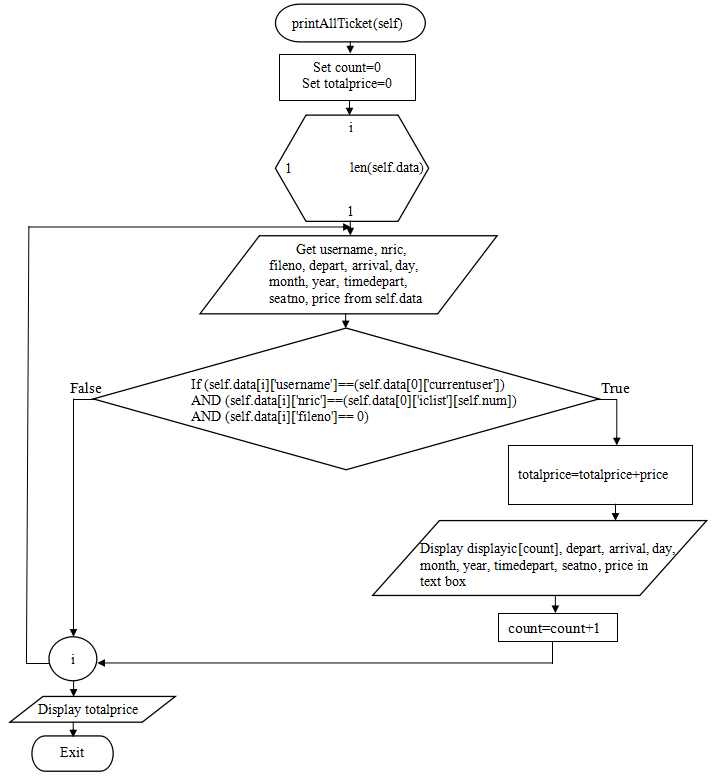 printAllTicket(self)
Set count=0
Set totalprice=0
i
1 len(self.data)
1
Get username, nric,
fileno, depart, arrival, day,
month, year, timedepart,
seatno, price from self.data
False
If (self.data[i]['username']==(self.data[0]['currentuser'])
AND (self.data[i]['nric']==(self.data[0]['iclist'][self.num])
AND (self.data[i]['fileno']== 0)
True
totalprice=totalprice+price
Display displayic[count], depart, arrival, day,
month, year, timedepart, seatno, price in
text box
count=count+1
i
Display totalprice
Exit